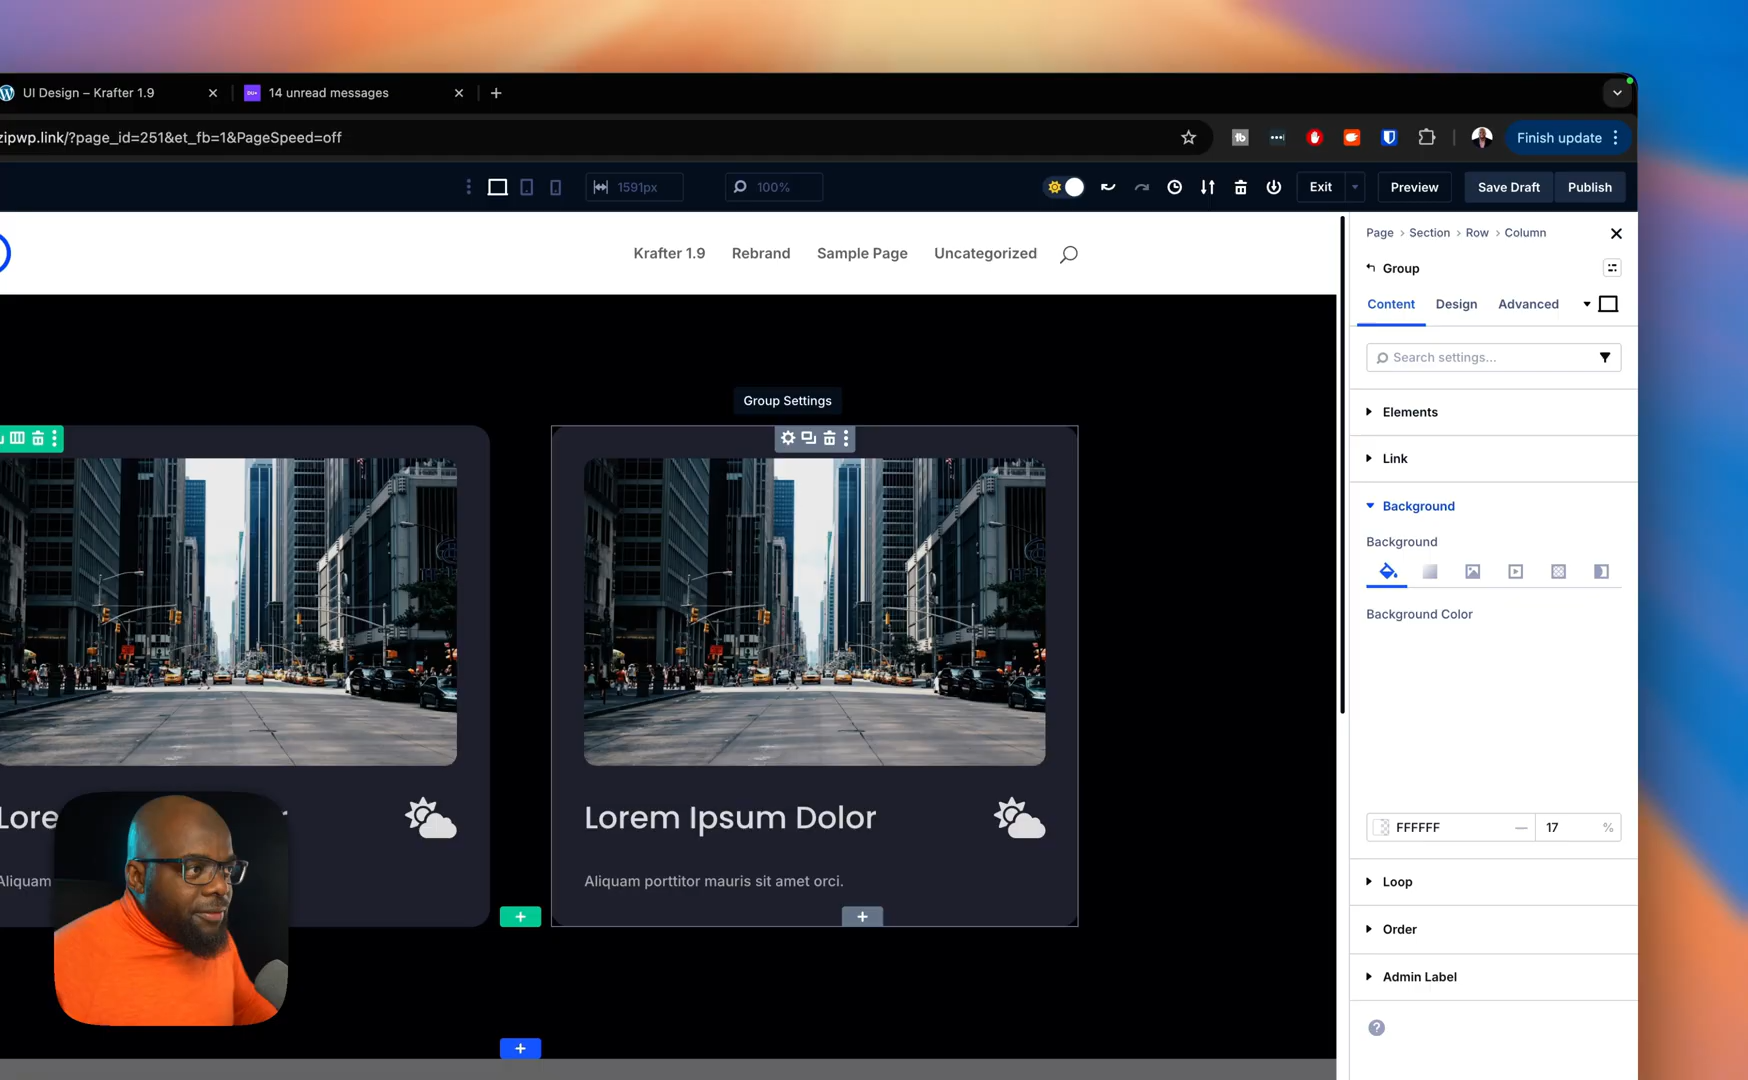 UI Design – Krafter 1.9
14 unread messages
zipwp.link/?page_id=251&et_fb=1&PageSpeed=off
Finish update
1591px
100%
Exit
Preview
Save Draft
Publish
Krafter 1.9
Rebrand
Sample Page
Uncategorized
Page > Section > Row > Column
Group
Content
Design
Advanced
Search settings...
Group Settings
Elements
Link
Background
Background
Background Color
FFFFFF
17
%
Lorem Ipsum Dolor
Aliquam
Aliquam porttitor mauris sit amet orci.
Loop
Order
Admin Label